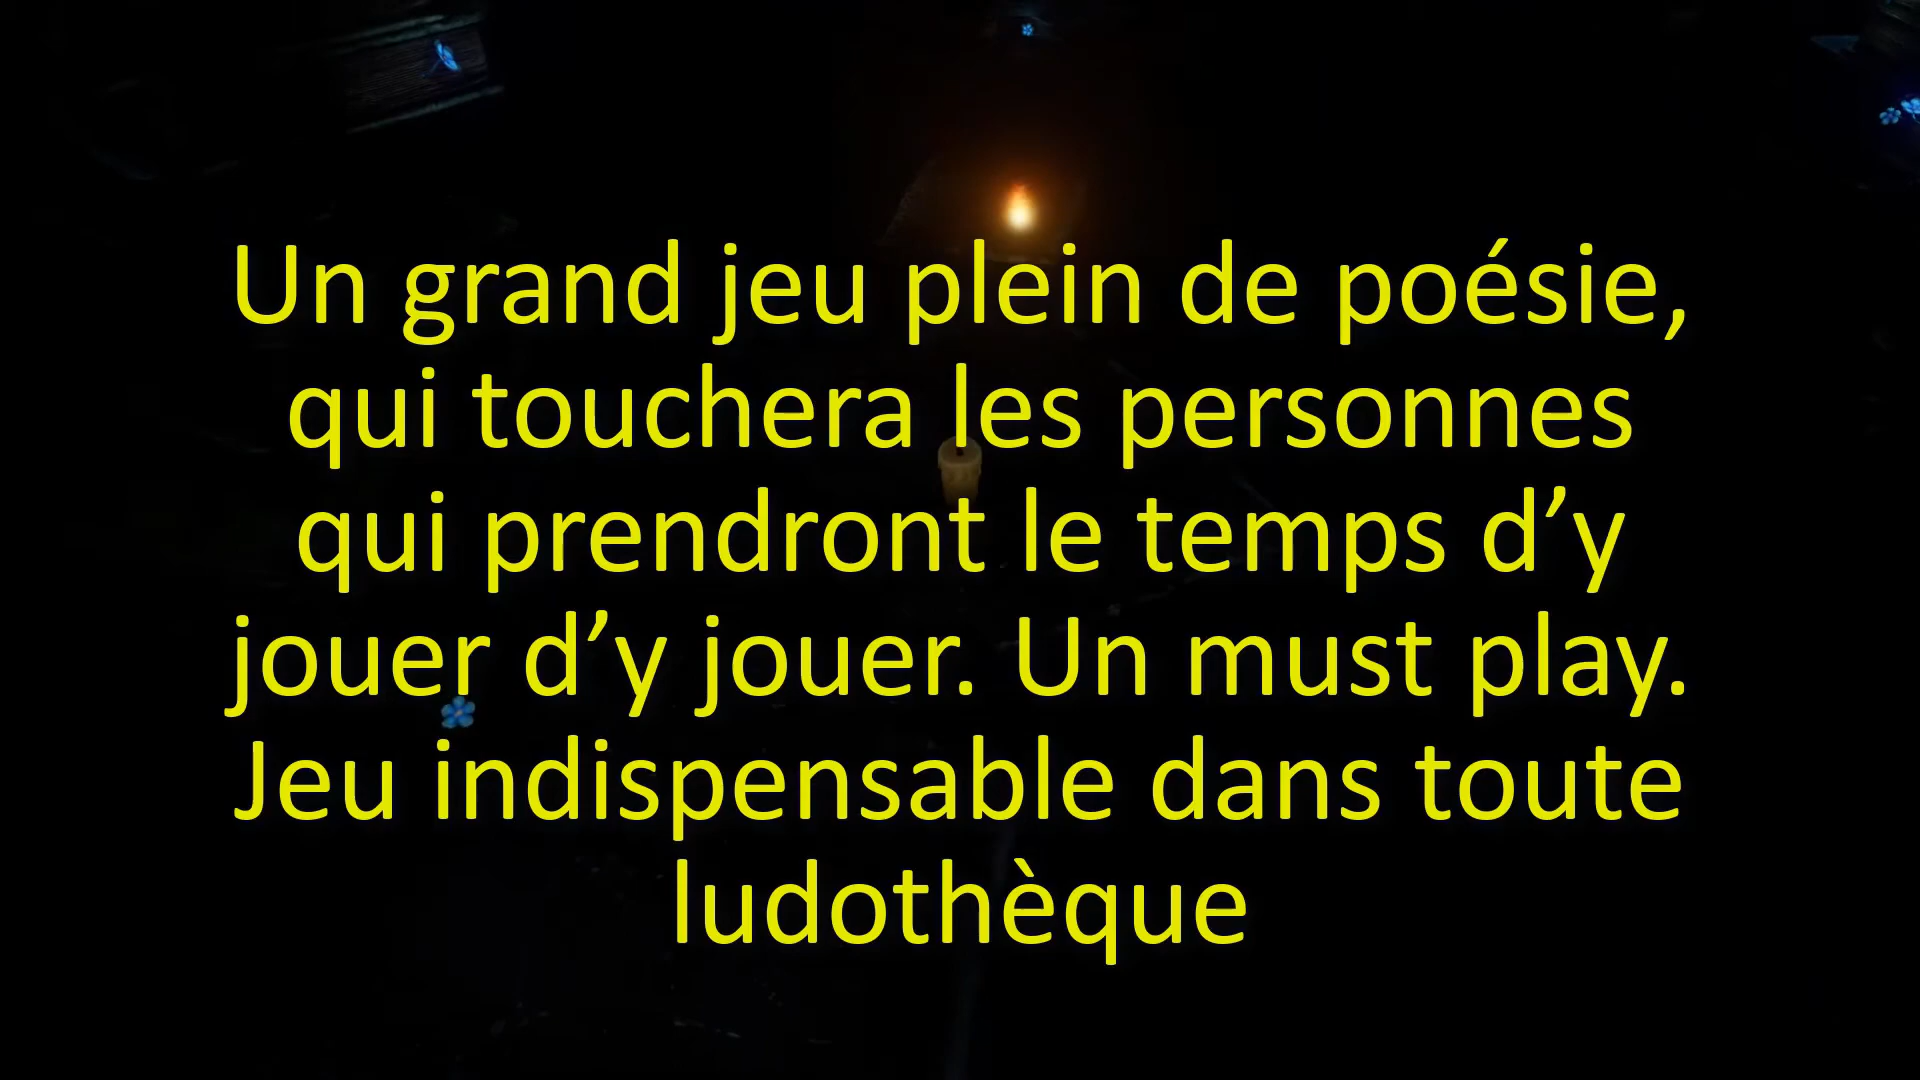 Un grand jeu plein de poésie,
qui touchera les personnes
qui prendront le temps d’y
jouer d’y jouer. Un must play.
Jeu indispensable dans toute
ludothèque